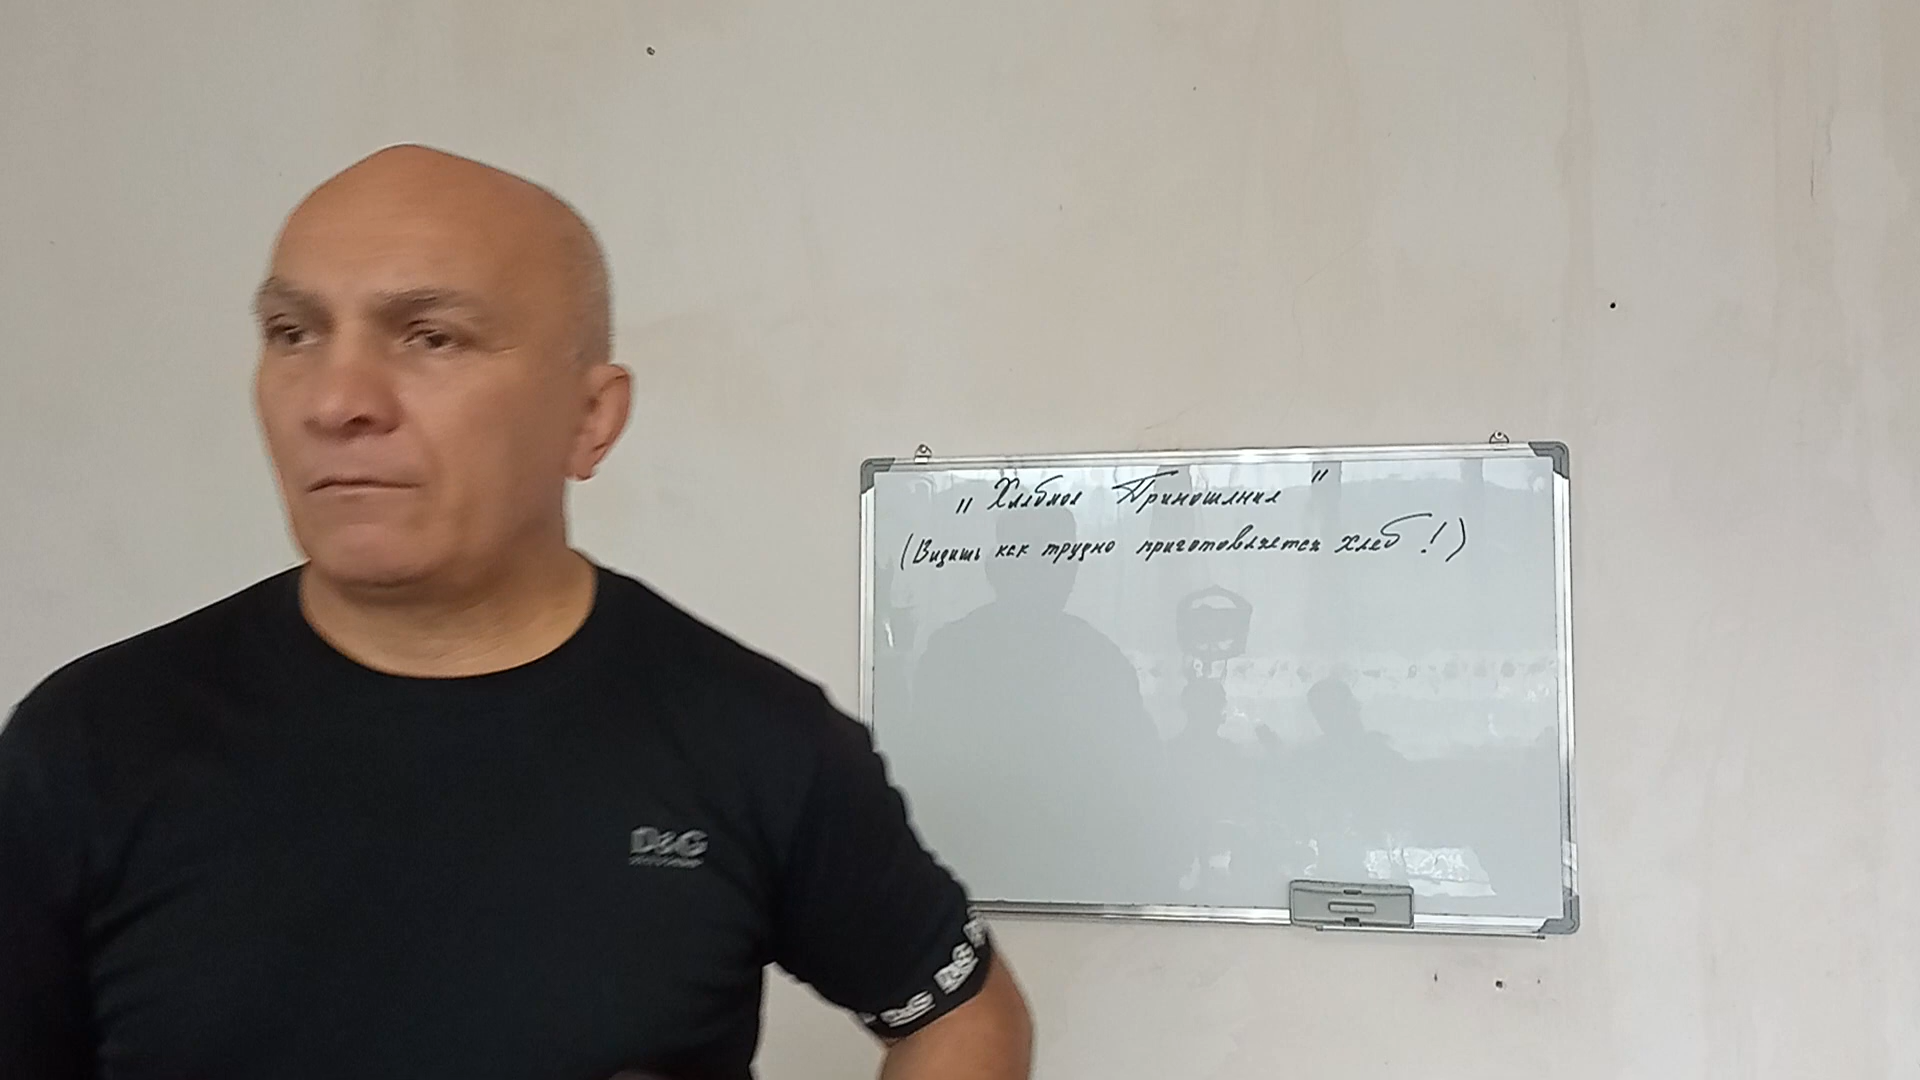 „ Хлебное Приношение "
(Видишь как трудно приготовляется хлеб !)
D&G
D&G